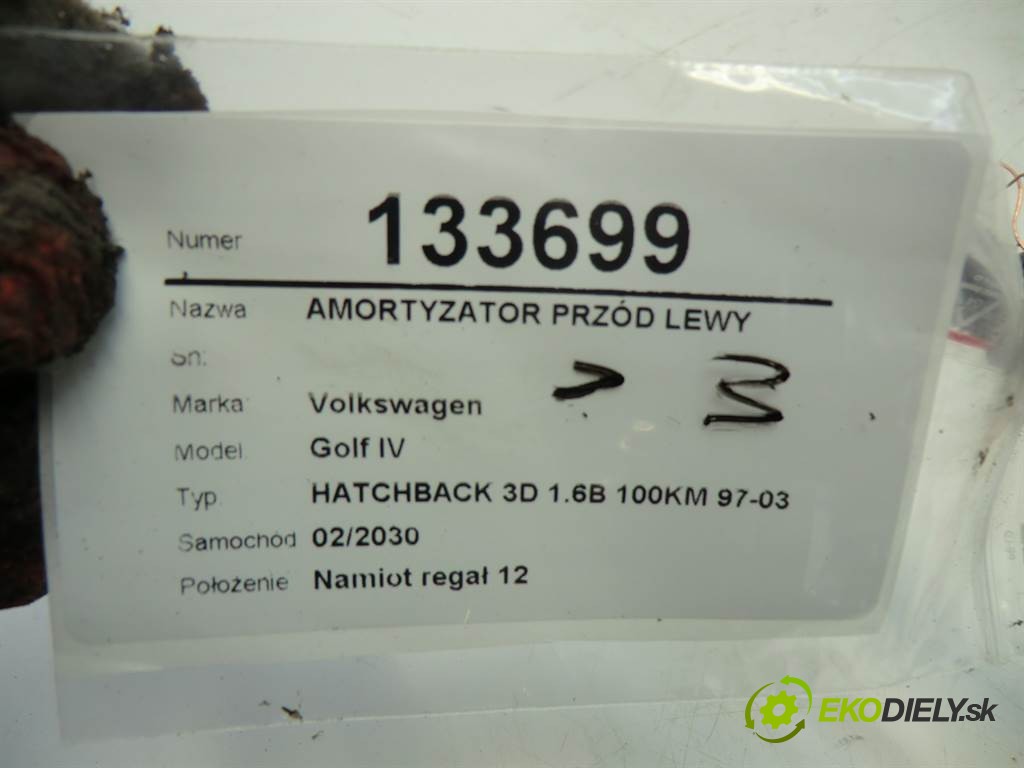 Numer 133699
Nazwa AMORTYZATOR PRZÓD LEWY
Sn:
Marka Volkswagen
Model Golf IV
Typ HATCHBACK 3D 1.6B 100KM 97-03
Samochód 02/2030
Położenie Namiot regał 12
EKODIELY.sk